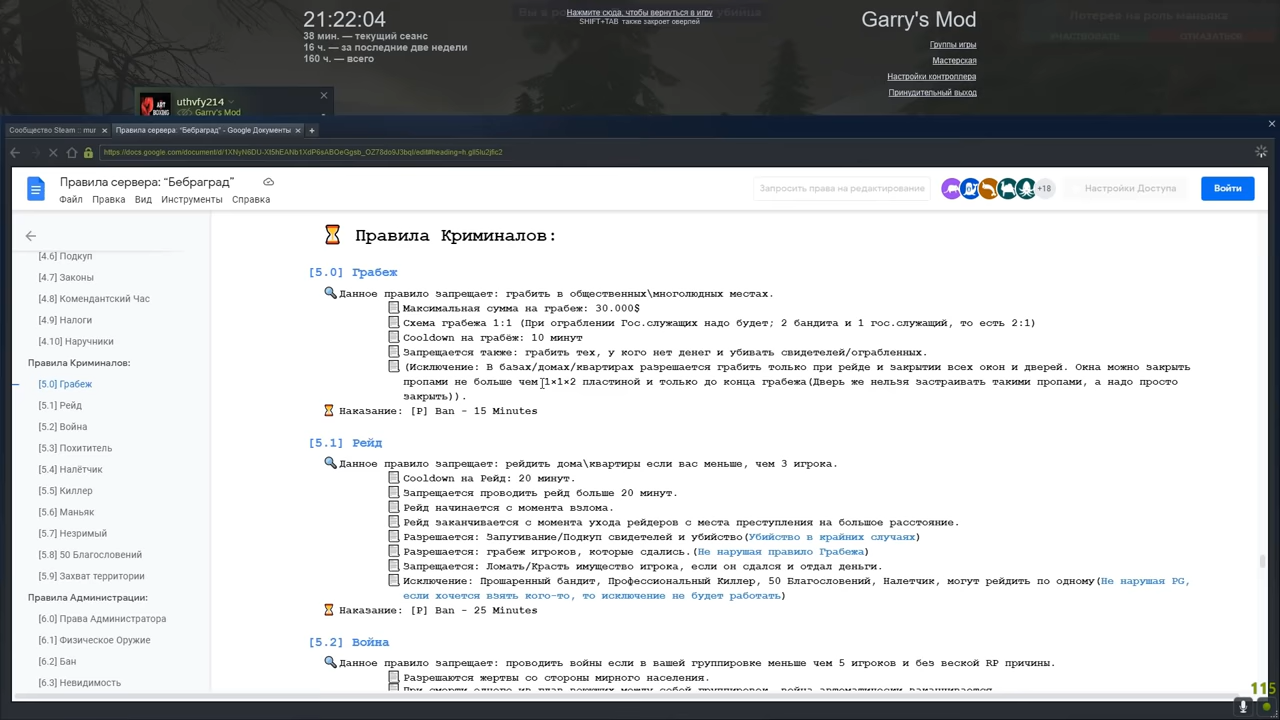 21:22:04
38 мин. — текущий сеанс
16 ч. — за последние две недели
160 ч. — всего
Нажмите сюда, чтобы вернуться в игру
SHIFT+TAB также закроет оверлей
Garry's Mod
Группы игры
Мастерская
Настройки контроллера
Принудительный выход
Лотерея на роль маньяка
УЧАСТВОВАТЬ ОТКАЗАТЬСЯ
uthvfy214
Garry's Mod
Сообщество Steam :: mur
Правила сервера: “Бебраград” - Google Документы
Правила сервера: “Бебраград”
Файл Правка Вид Инструменты Справка
Запросить права на редактирование
+18
Настройки Доступа
Войти
[4.6] Подкуп
[4.7] Законы
[4.8] Комендантский Час
[4.9] Налоги
[4.10] Наручники
Правила Криминалов:
[5.0] Грабеж
[5.1] Рейд
[5.2] Война
[5.3] Похититель
[5.4] Налётчик
[5.5] Киллер
[5.6] Маньяк
[5.7] Незримый
[5.8] 50 Благословений
[5.9] Захват территории
Правила Администрации:
[6.0] Права Администратора
[6.1] Физическое Оружие
[6.2] Бан
[6.3] Невидимость
Правила Криминалов:
[5.0] Грабеж
Данное правило запрещает: грабить в общественных\многолюдных местах.
Максимальная сумма на грабеж: 30.000$
Схема грабежа 1:1 (При ограблении Гос.служащих надо будет; 2 бандита и 1 гос.служащий, то есть 2:1)
Cooldown на грабёж: 10 минут
Запрещается также: грабить тех, у кого нет денег и убивать свидетелей/ограбленных.
(Исключение: В базах/домах/квартирах разрешается грабить только при рейде и закрытии всех окон и дверей. Окна можно закрыть
пропами не больше чем 1×1×2 пластиной и только до конца грабежа(Дверь же нельзя застраивать такими пропами, а надо просто
закрыть)).
Наказание: [P] Ban - 15 Minutes
[5.1] Рейд
Данное правило запрещает: рейдить дома\квартиры если вас меньше, чем 3 игрока.
Cooldown на Рейд: 20 минут.
Запрещается проводить рейд больше 20 минут.
Рейд начинается с момента взлома.
Рейд заканчивается с момента ухода рейдеров с места преступления на большое расстояние.
Разрешается: Запугивание/Подкуп свидетелей и убийство(Убийство в крайних случаях)
Разрешается: грабеж игроков, которые сдались.(Не нарушая правило Грабежа)
Запрещается: Ломать/Красть имущество игрока, если он сдался и отдал деньги.
Исключение: Прошаренный бандит, Профессиональный Киллер, 50 Благословений, Налетчик, могут рейдить по одному(Не нарушая PG,
если хочется взять кого-то, то исключение не будет работать)
Наказание: [P] Ban - 25 Minutes
[5.2] Война
Данное правило запрещает: проводить войны если в вашей группировке меньше чем 5 игроков и без веской RP причины.
Разрешаются жертвы со стороны мирного населения.
115